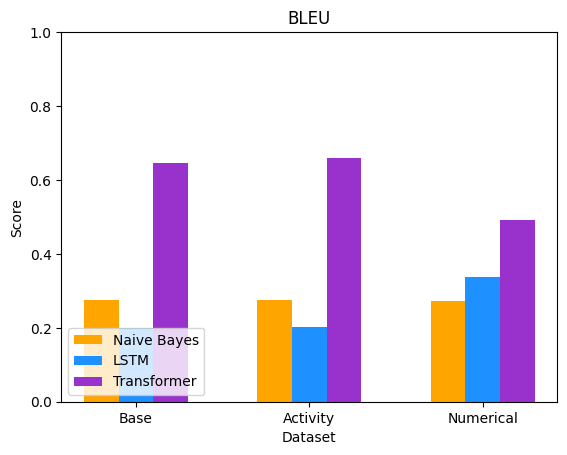 BLEU
1.0
0.8
0.6
0.4
0.2
0.0
Score
Naive Bayes
LSTM
Transformer
Base
Activity
Numerical
Dataset